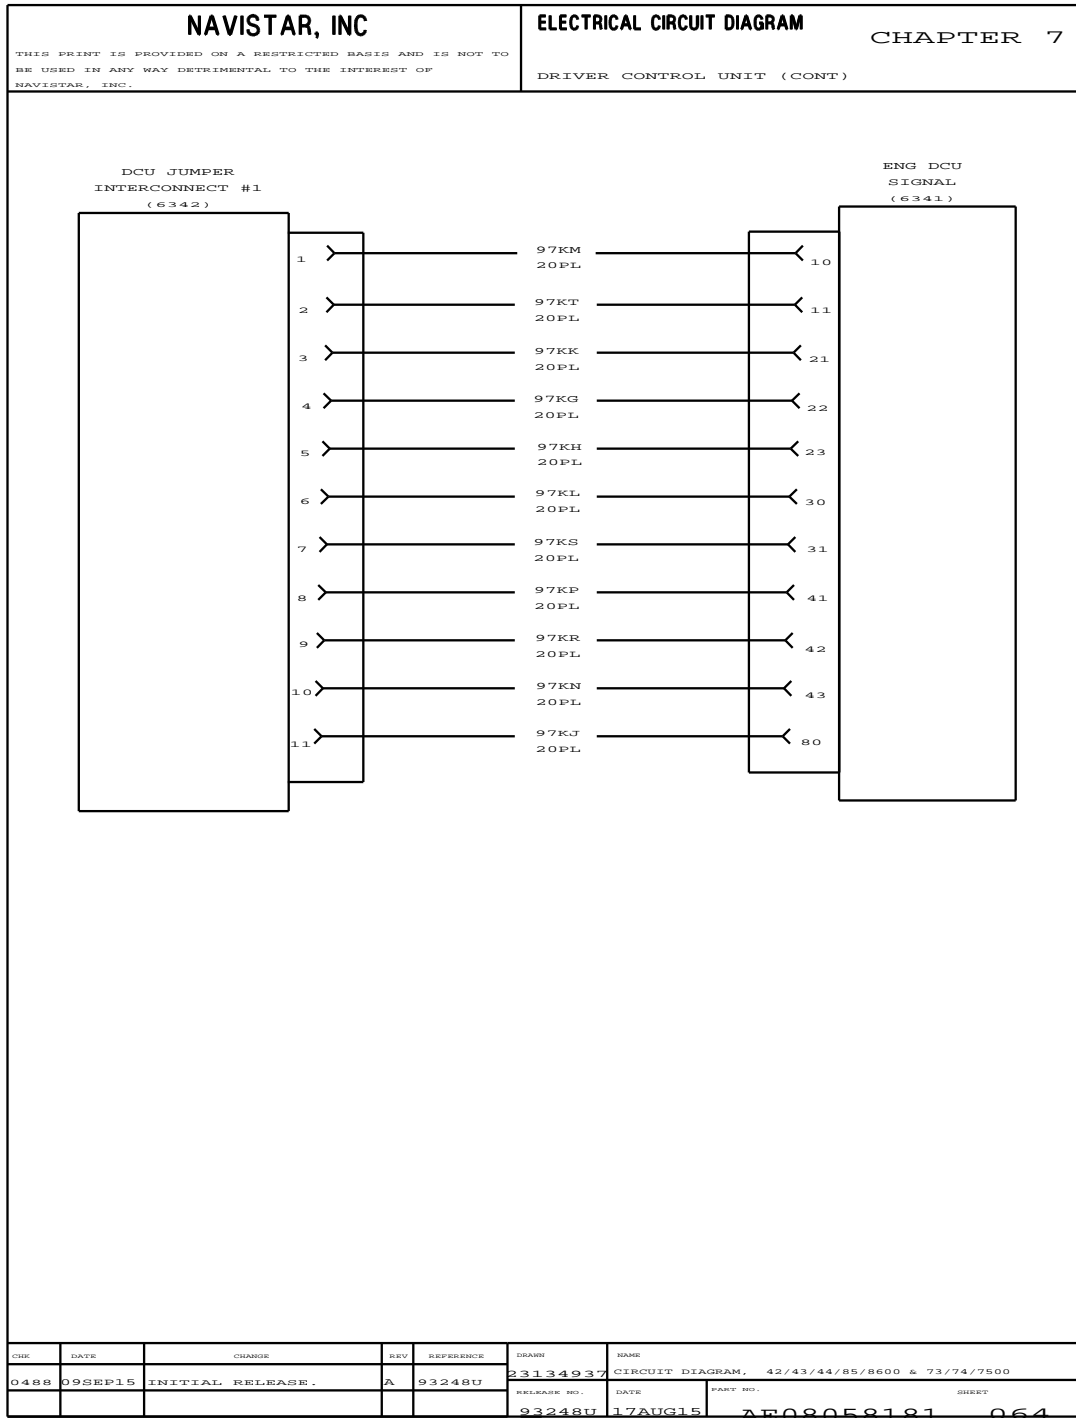 NAVISTAR, INC
THIS PRINT IS PROVIDED ON A RESTRICTED BASIS AND IS NOT TO
BE USED IN ANY WAY DETRIMENTAL TO THE INTEREST OF
NAVISTAR, INC.
ELECTRICAL CIRCUIT DIAGRAM
CHAPTER 7
DRIVER CONTROL UNIT (CONT)
DCU JUMPER
INTERCONNECT #1
(6342)
ENG DCU
SIGNAL
(6341)
1 97KM 10
20PL
2 97KT 11
20PL
3 97KK 21
20PL
4 97KG 22
20PL
5 97KH 23
20PL
6 97KL 30
20PL
7 97KS 31
20PL
8 97KP 41
20PL
9 97KR 42
20PL
10 97KN 43
20PL
11 97KJ 80
20PL
CHK DATE CHANGE REV REFERENCE DRAWN NAME
0488 09SEP15 INITIAL RELEASE. A 93248U 23134937 CIRCUIT DIAGRAM, 42/43/44/85/8600 & 73/74/7500
RELEASE NO. DATE PART NO. SHEET
93248U 17AUG15 AE08058181 064